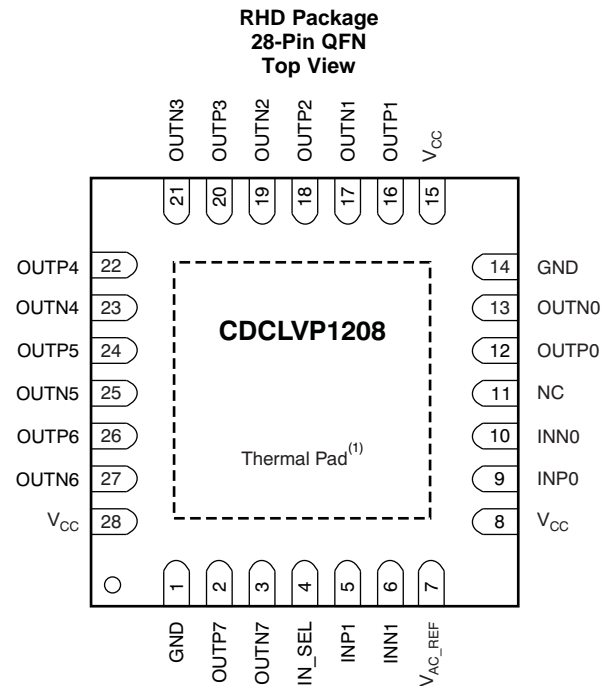 RHD Package
28-Pin QFN
Top View
OUTN3 OUTP3 OUTN2 OUTP2 OUTN1 OUTP1 VCC
21 20 19 18 17 16 15
OUTP4 22 14 GND
OUTN4 23 13 OUTN0
CDCLVP1208
OUTP5 24 12 OUTP0
OUTN5 25 11 NC
OUTP6 26 10 INN0
Thermal Pad(1)
OUTN6 27 9 INP0
VCC 28 8 VCC
1 2 3 4 5 6 7
GND OUTP7 OUTN7 IN_SEL INP1 INN1 VAC_REF